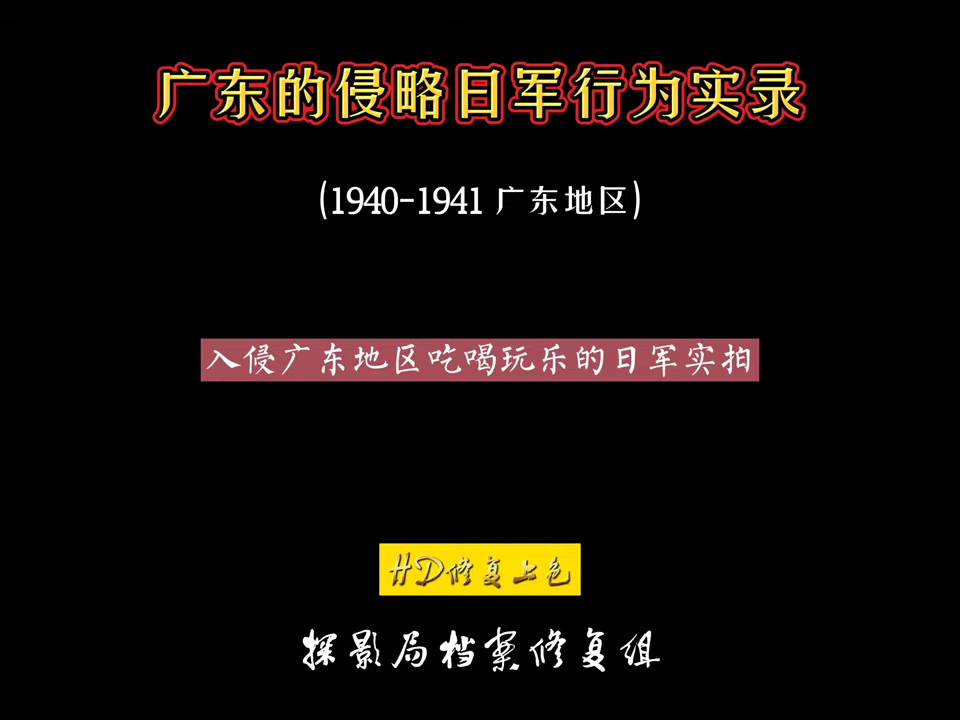 广东的侵略日军行为实录
(1940-1941 广东地区)
入侵广东地区吃喝玩乐的日军实拍
HD修复上色
探影局档案修复组